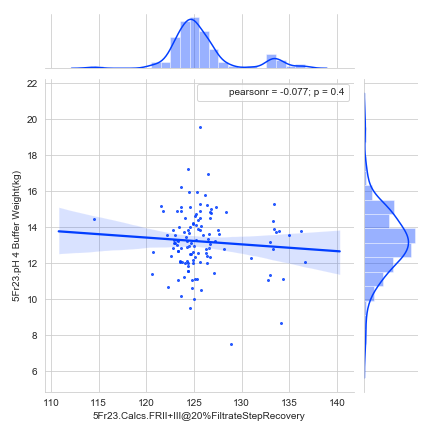 pearsonr = -0.077; p = 0.4
22
20
18
16
14
12
10
8
6
5Fr23.pH 4 Buffer Weight(kg)
110 115 120 125 130 135 140
5Fr23.Calcs.FRII+III@20%FiltrateStepRecovery